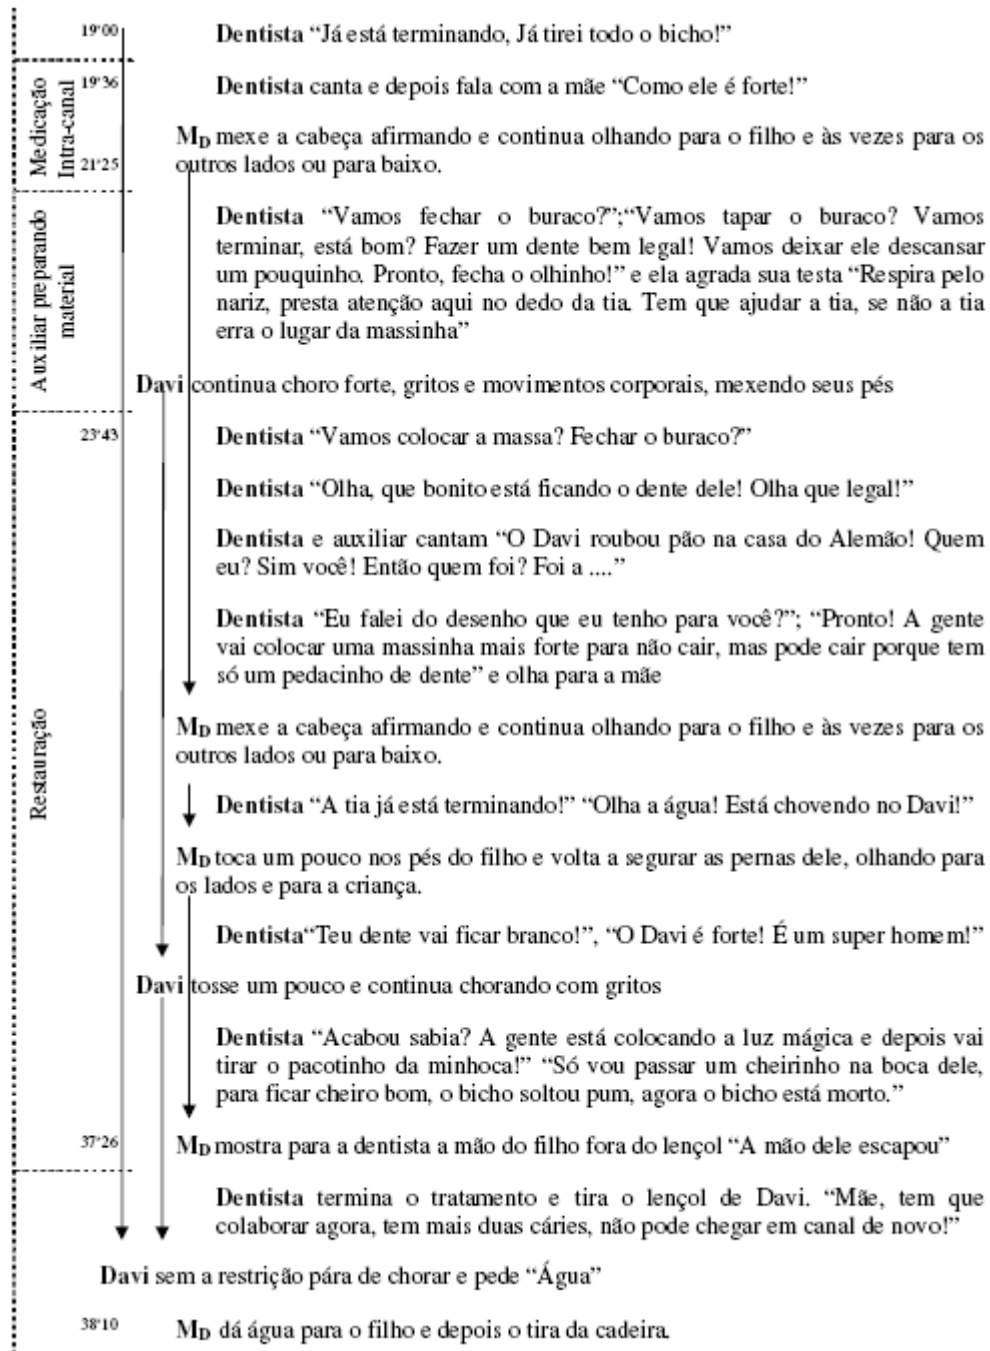 19'00
Dentista “Já está terminando, Já tirei todo o bicho!”
Medicação Intra-canal
19'36
Dentista canta e depois fala com a mãe “Como ele é forte!”
MD mexe a cabeça afirmando e continua olhando para o filho e às vezes para os
21'25
outros lados ou para baixo.
Auxiliar preparando material
Dentista “Vamos fechar o buraco?”;“Vamos tapar o buraco? Vamos
terminar, está bom? Fazer um dente bem legal! Vamos deixar ele descansar
um pouquinho. Pronto, fecha o olhinho!” e ela agrada sua testa “Respira pelo
nariz, presta atenção aqui no dedo da tia. Tem que ajudar a tia, se não a tia
erra o lugar da massinha”
Davi continua choro forte, gritos e movimentos corporais, mexendo seus pés
Restauração
23'43
Dentista “Vamos colocar a massa? Fechar o buraco?”
Dentista “Olha, que bonito está ficando o dente dele! Olha que legal!”
Dentista e auxiliar cantam “O Davi roubou pão na casa do Alemão! Quem
eu? Sim você! Então quem foi? Foi a ....”
Dentista “Eu falei do desenho que eu tenho para você?”; “Pronto! A gente
vai colocar uma massinha mais forte para não cair, mas pode cair porque tem
só um pedacinho de dente” e olha para a mãe
MD mexe a cabeça afirmando e continua olhando para o filho e às vezes para os
outros lados ou para baixo.
Dentista “A tia já está terminando!” “Olha a água! Está chovendo no Davi!”
MD toca um pouco nos pés do filho e volta a segurar as pernas dele, olhando para
os lados e para a criança.
Dentista“Teu dente vai ficar branco!”, “O Davi é forte! É um super homem!”
Davi tosse um pouco e continua chorando com gritos
Dentista “Acabou sabia? A gente está colocando a luz mágica e depois vai
tirar o pacotinho da minhoca!” “Só vou passar um cheirinho na boca dele,
para ficar cheiro bom, o bicho soltou pum, agora o bicho está morto.”
37'26
MD mostra para a dentista a mão do filho fora do lençol “A mão dele escapou”
Dentista termina o tratamento e tira o lençol de Davi. “Mãe, tem que
colaborar agora, tem mais duas cáries, não pode chegar em canal de novo!”
Davi sem a restrição pára de chorar e pede “Água”
38'10
MD dá água para o filho e depois o tira da cadeira.